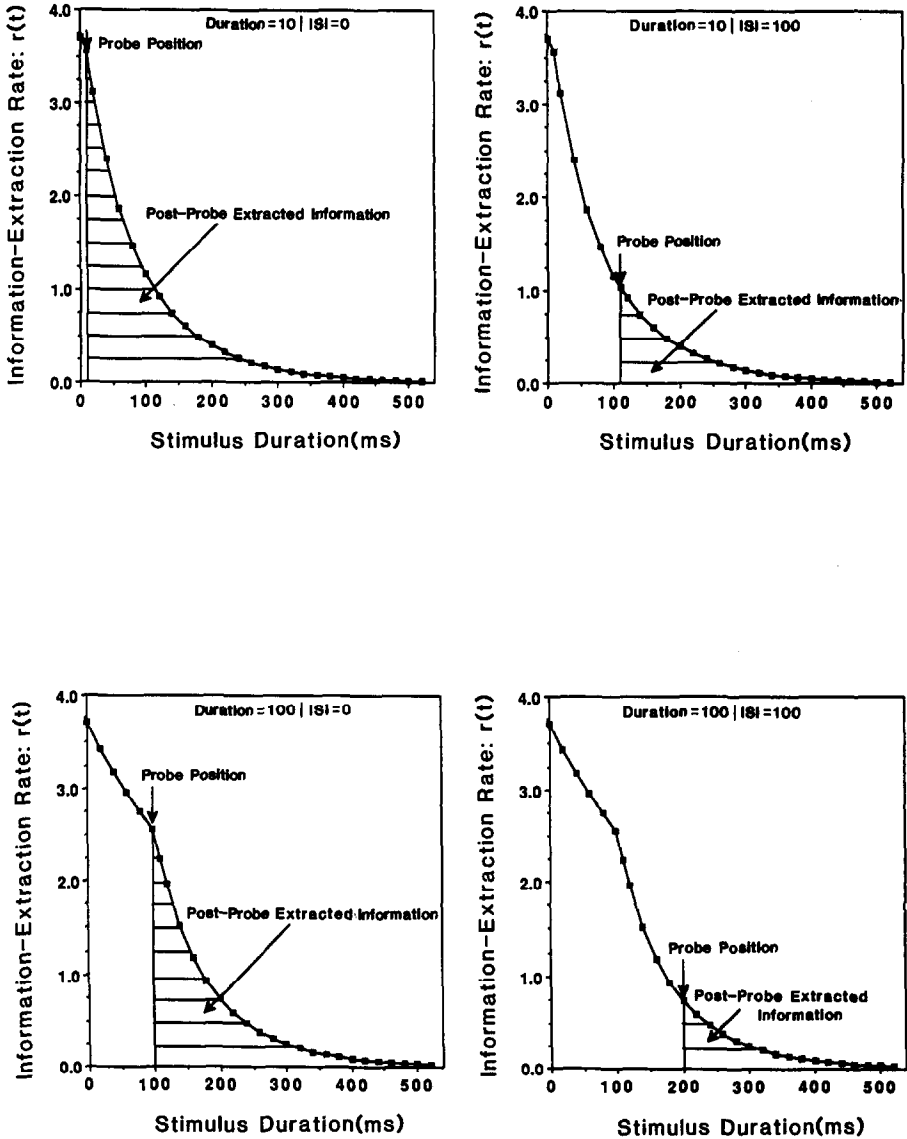 Duration=10 | ISI=0
Probe Position
Post-Probe Extracted Information
Information-Extraction Rate: r(t)
4.0
3.0
2.0
1.0
0.0
0 100 200 300 400 500
Stimulus Duration(ms)
Duration=10 | ISI=100
Probe Position
Post-Probe Extracted Information
Information-Extraction Rate: r(t)
4.0
3.0
2.0
1.0
0.0
0 100 200 300 400 500
Stimulus Duration(ms)
Duration=100 | ISI=0
Probe Position
Post-Probe Extracted Information
Information-Extraction Rate: r(t)
4.0
3.0
2.0
1.0
0.0
0 100 200 300 400 500
Stimulus Duration(ms)
Duration=100 | ISI=100
Probe Position
Post-Probe Extracted
Information
Information-Extraction Rate: r(t)
4.0
3.0
2.0
1.0
0.0
0 100 200 300 400 500
Stimulus Duration(ms)